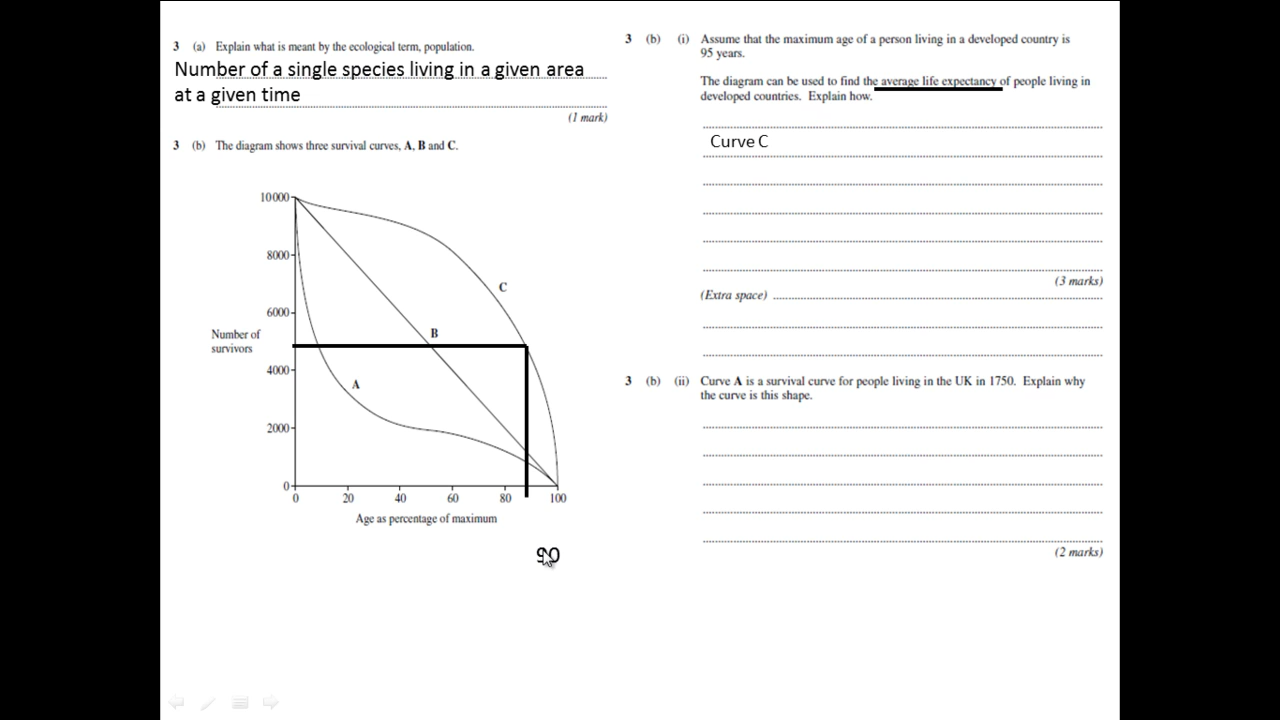 3 (a) Explain what is meant by the ecological term, population.
Number of a single species living in a given area
at a given time
(1 mark)
3 (b) The diagram shows three survival curves, A, B and C.
10 000
8000
6000
4000
2000
0
Number of
survivors
C
B
A
0 20 40 60 80 100
Age as percentage of maximum
90
3 (b) (i) Assume that the maximum age of a person living in a developed country is
95 years.
The diagram can be used to find the average life expectancy of people living in
developed countries. Explain how.
Curve C
(3 marks)
(Extra space)
3 (b) (ii) Curve A is a survival curve for people living in the UK in 1750. Explain why
the curve is this shape.
(2 marks)